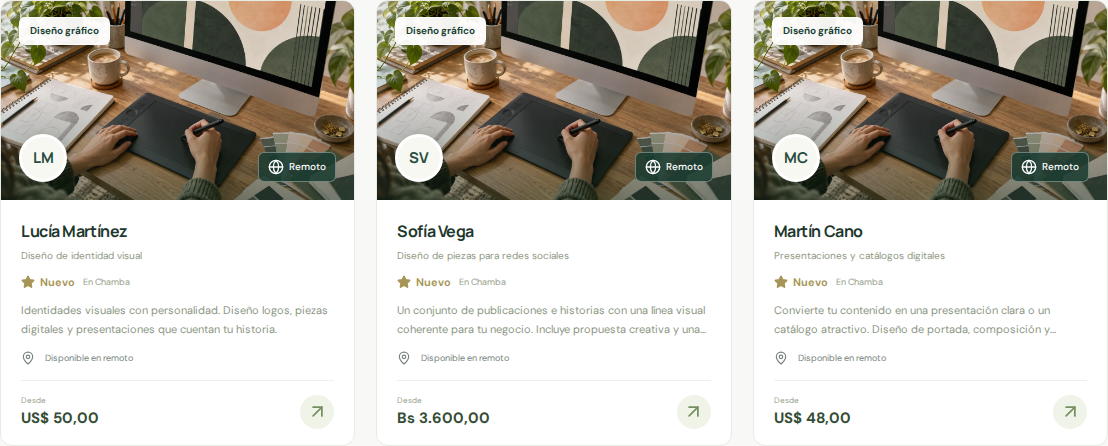 Diseño gráfico
LM
Remoto
Lucía Martínez
Diseño de identidad visual
Nuevo En Chamba
Identidades visuales con personalidad. Diseño logos, piezas
digitales y presentaciones que cuentan tu historia.
Disponible en remoto
Desde
US$ 50,00
Diseño gráfico
SV
Remoto
Sofía Vega
Diseño de piezas para redes sociales
Nuevo En Chamba
Un conjunto de publicaciones e historias con una línea visual
coherente para tu negocio. Incluye propuesta creativa y una...
Disponible en remoto
Desde
Bs 3.600,00
Diseño gráfico
MC
Remoto
Martín Cano
Presentaciones y catálogos digitales
Nuevo En Chamba
Convierte tu contenido en una presentación clara o un
catálogo atractivo. Diseño de portada, composición y...
Disponible en remoto
Desde
US$ 48,00